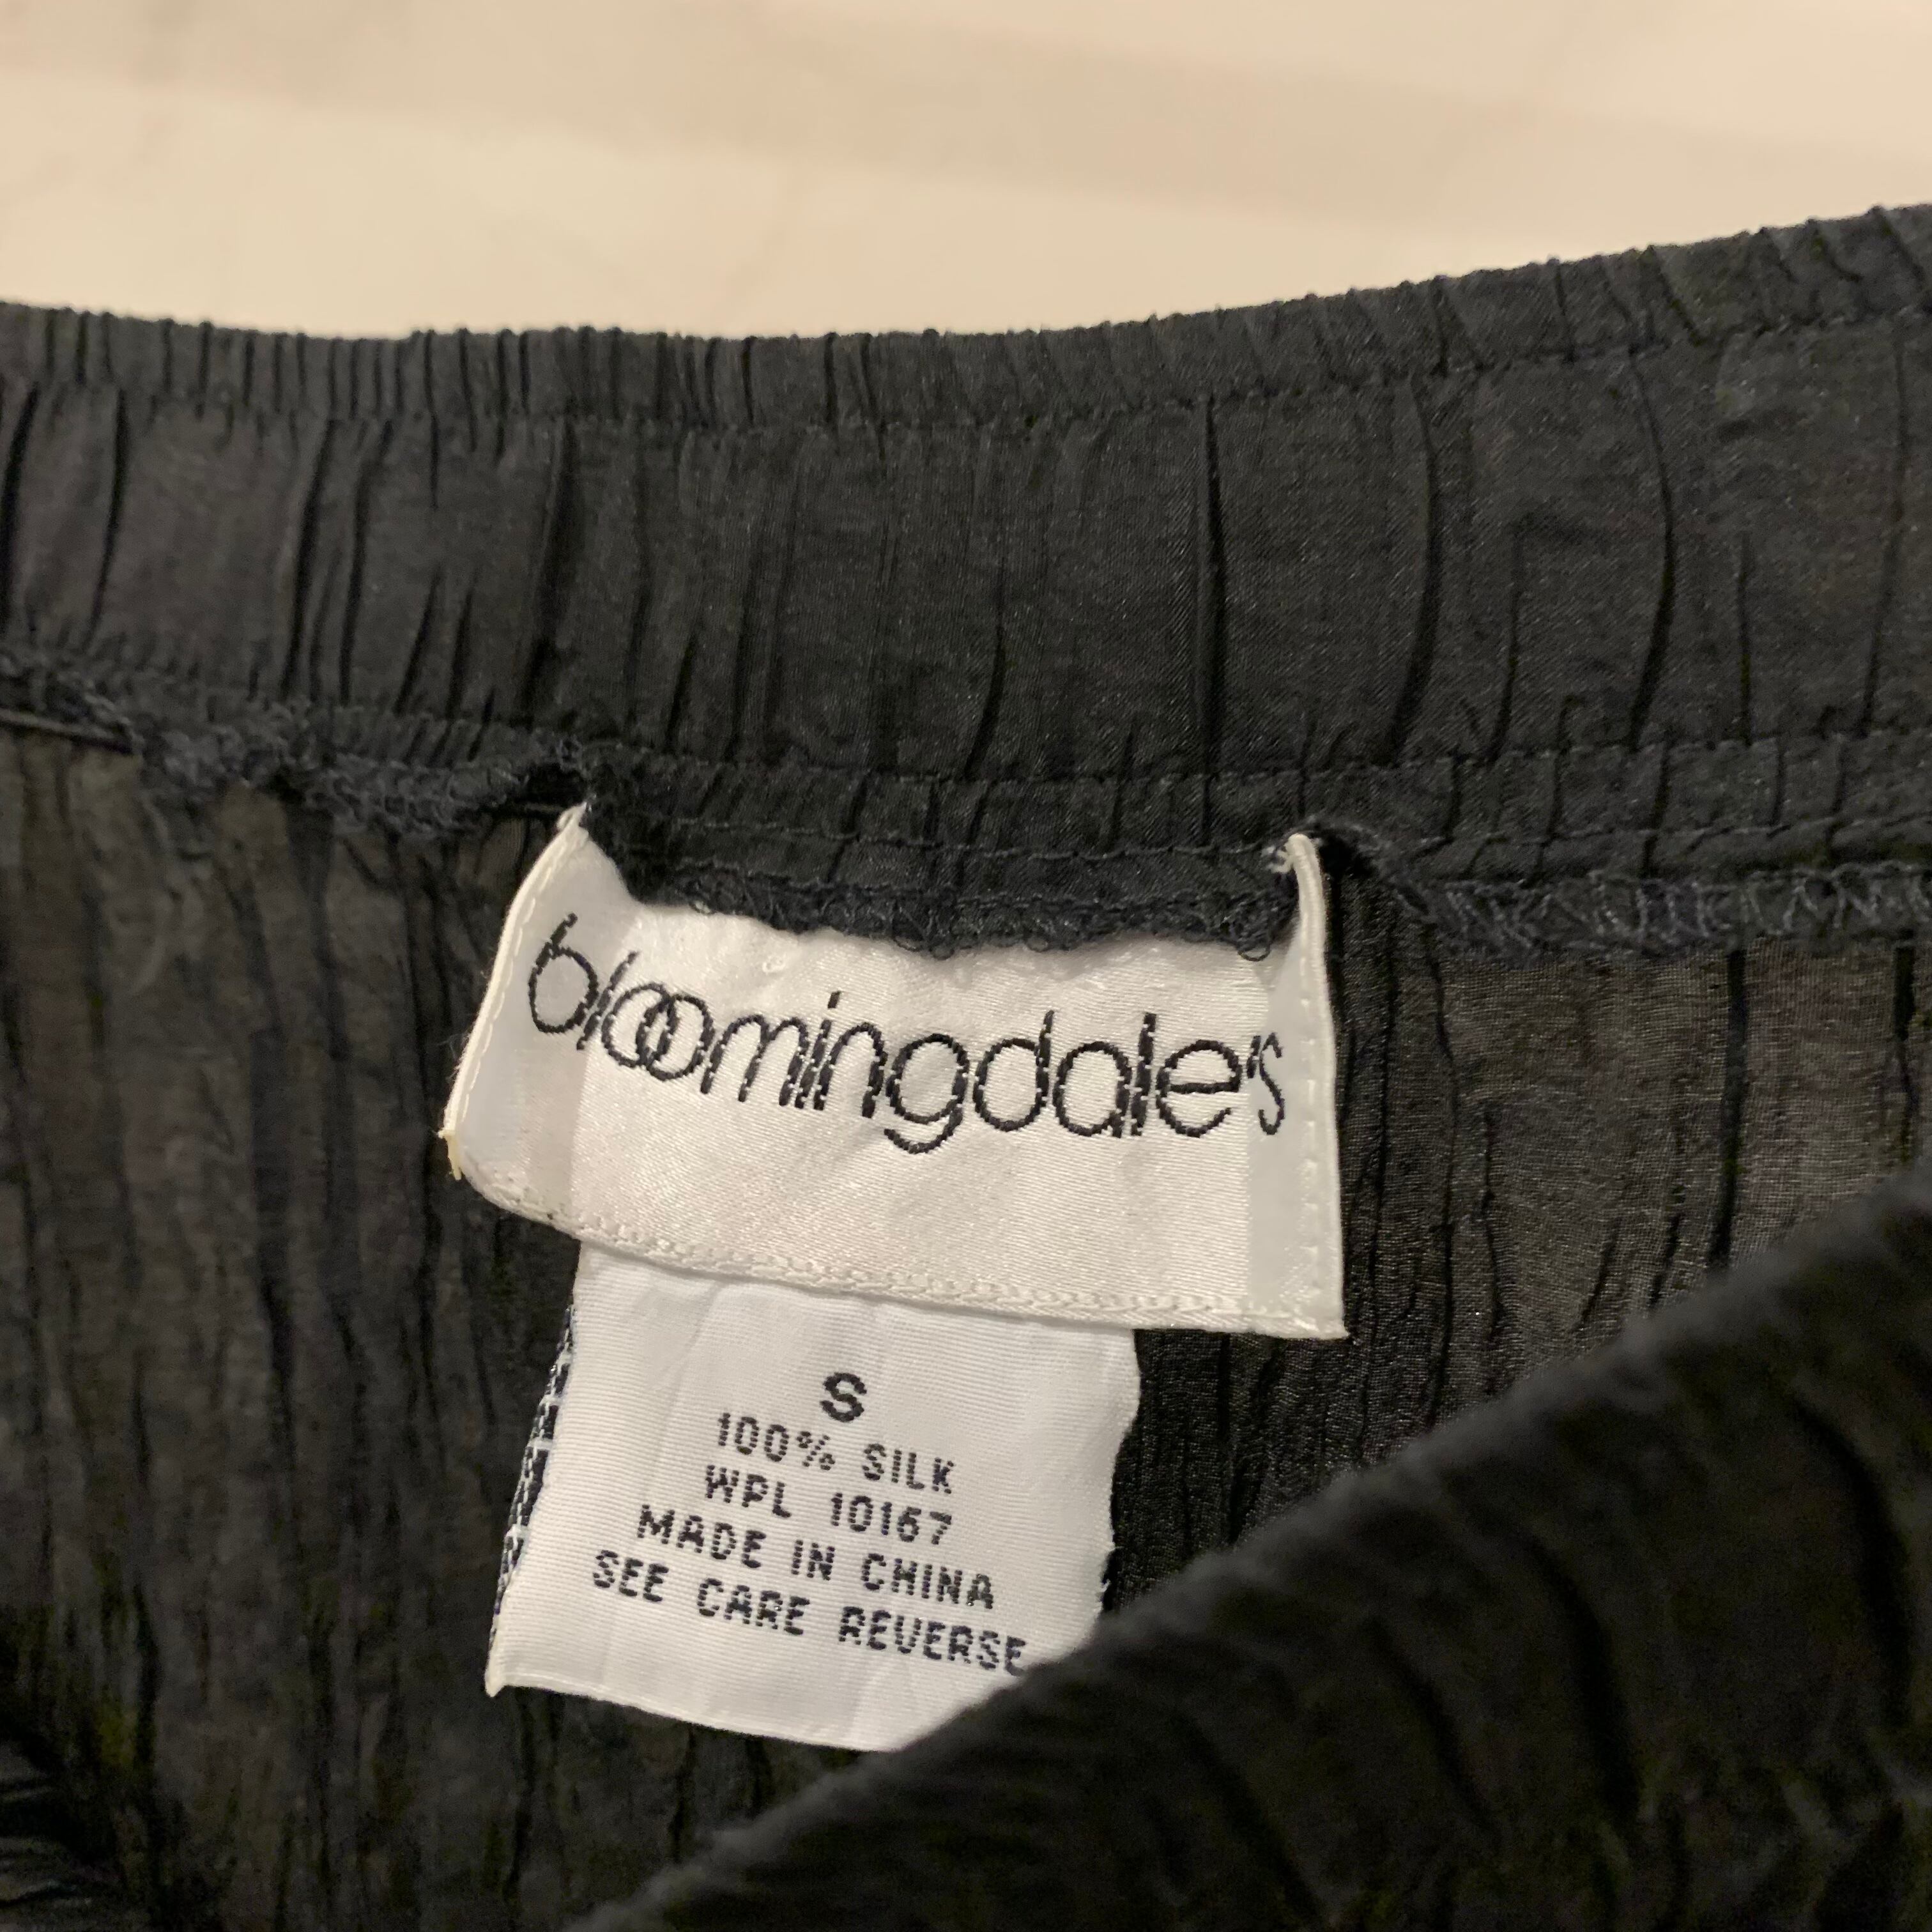 bloomingdale's
S
100% SILK
WPL 10167
MADE IN CHINA
SEE CARE REVERSE